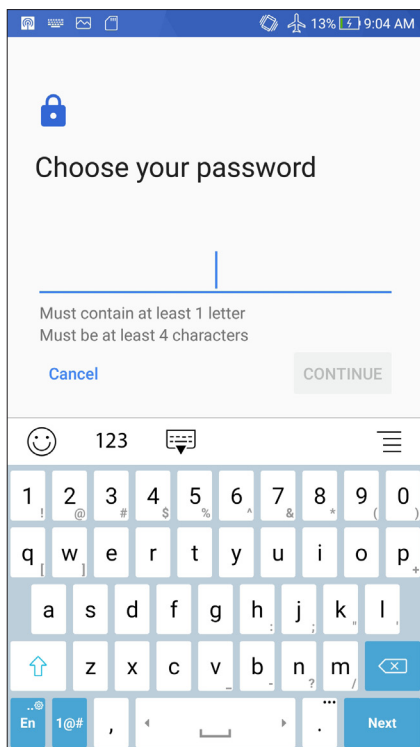 13% 9:04 AM
Choose your password
Must contain at least 1 letter
Must be at least 4 characters
Cancel CONTINUE
123
1 ! 2 @ 3 # 4 $ 5 % 6 ^ 7 & 8 * 9 ( 0 )
q [ w ] e r t y u i o p +
a s d f g h : j ; k " l '
z x c v _ b - n ? m /
En 1@# , . Next